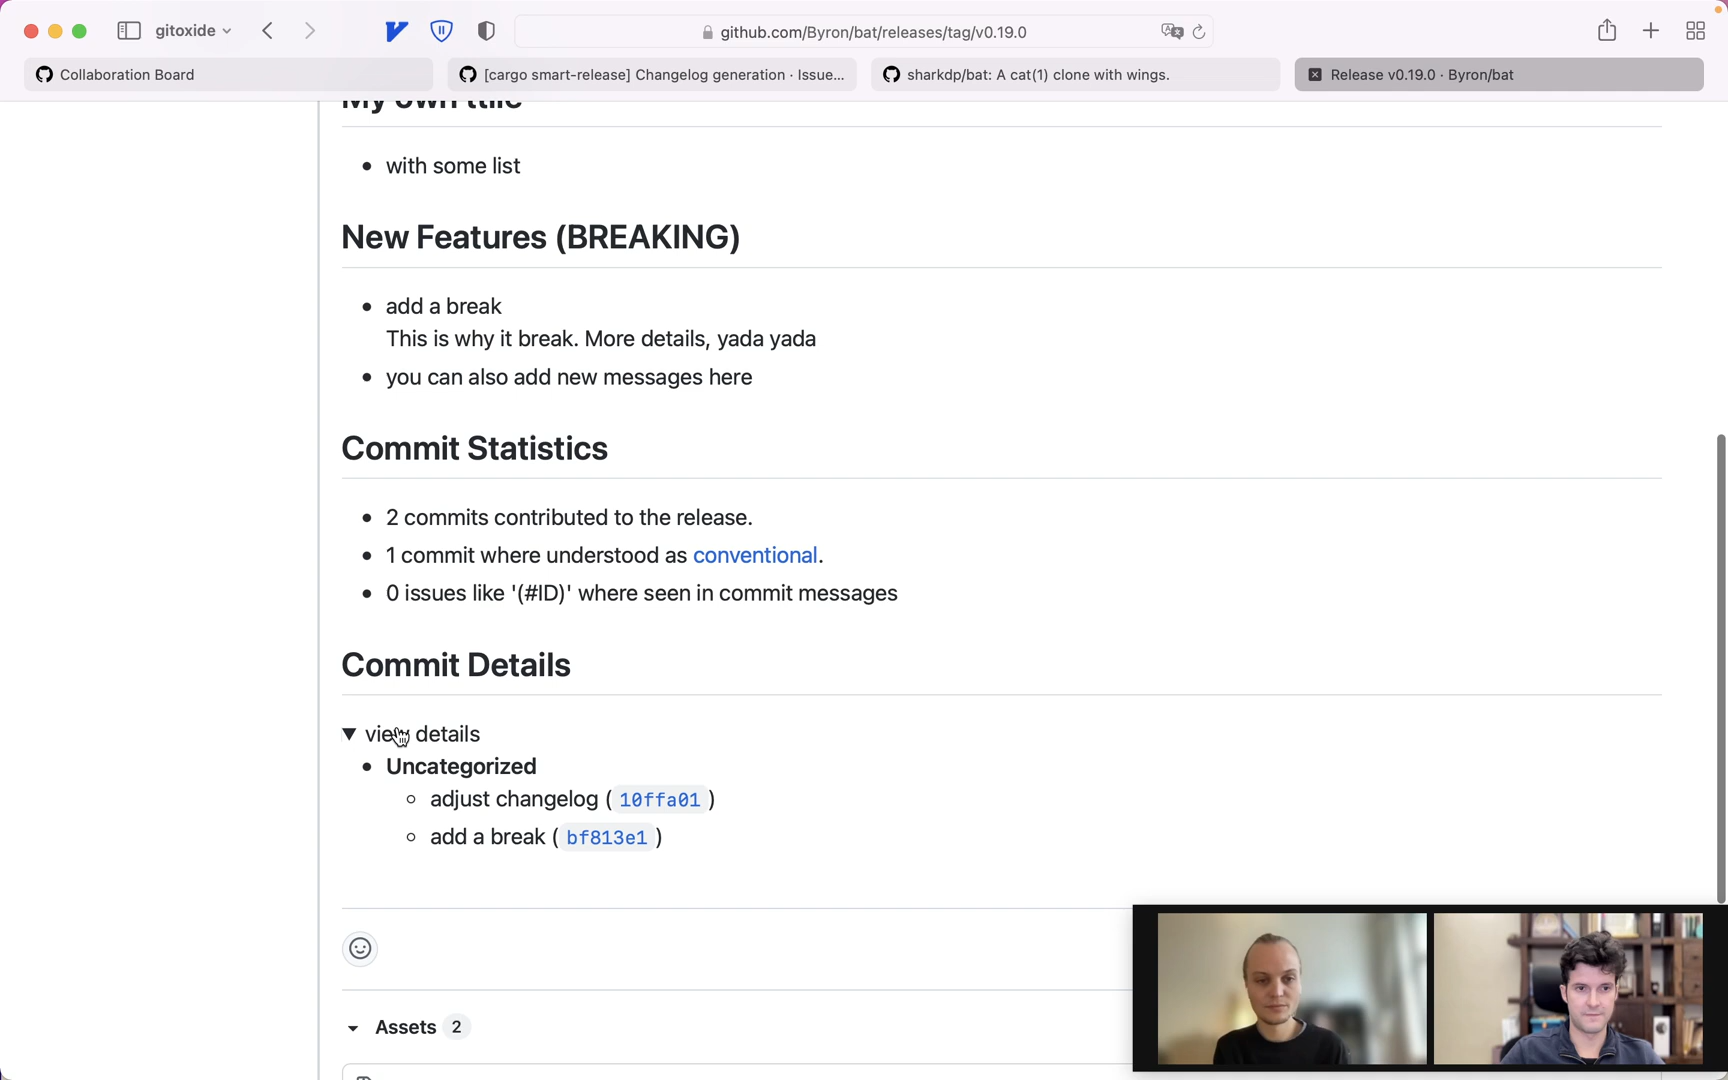 gitoxide
github.com/Byron/bat/releases/tag/v0.19.0
Collaboration Board
[cargo smart-release] Changelog generation · Issue...
sharkdp/bat: A cat(1) clone with wings.
Release v0.19.0 · Byron/bat
My own title
with some list
New Features (BREAKING)
add a break
This is why it break. More details, yada yada
you can also add new messages here
Commit Statistics
2 commits contributed to the release.
1 commit where understood as conventional.
0 issues like '(#ID)' where seen in commit messages
Commit Details
view details
Uncategorized
adjust changelog ( 10ffa01 )
add a break ( bf813e1 )
Assets 2